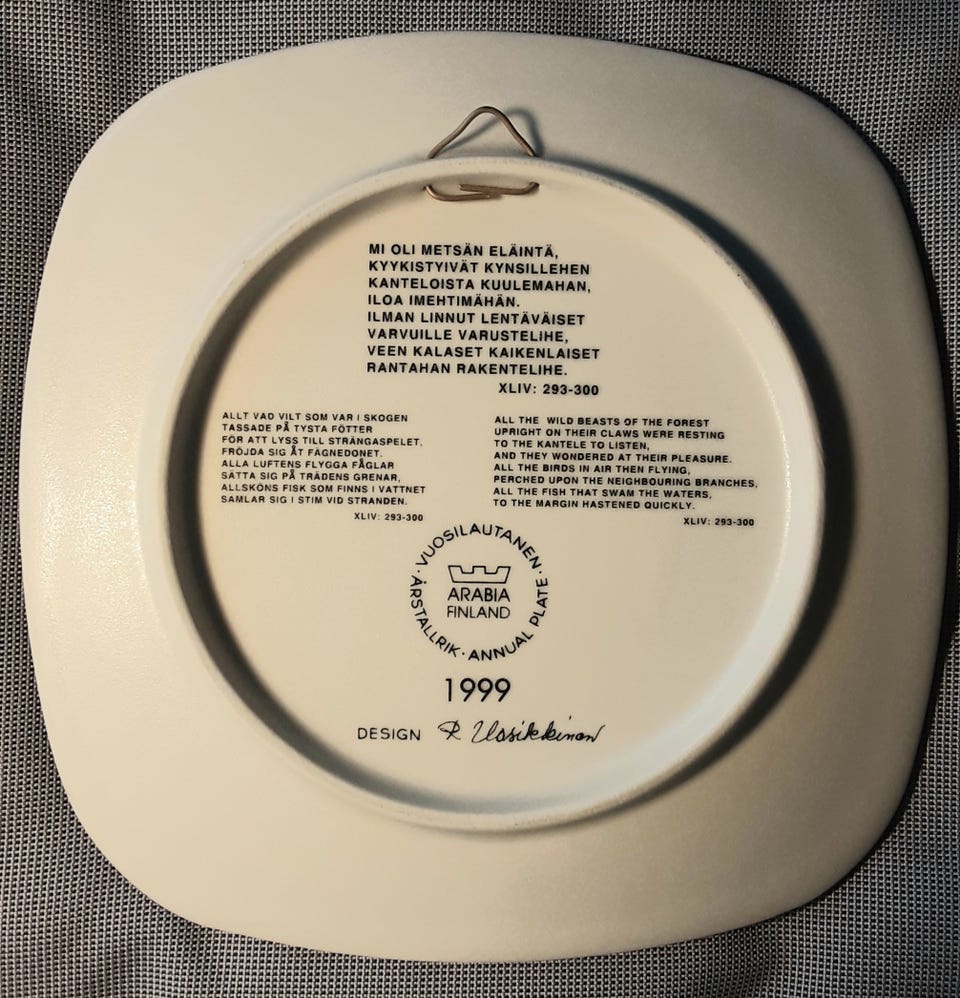 MI OLI METSÄN ELÄINTÄ,
KYYKISTYIVÄT KYNSILLEHEN
KANTELOISTA KUULEMAHAN,
ILOA IMEHTIMÄHÄN.
ILMAN LINNUT LENTÄVÄISET
VARVUILLE VARUSTELIHE,
VEEN KALASET KAIKENLAISET
RANTAHAN RAKENTELIHE.
XLIV: 293-300
ALLT VAD VILT SOM VAR I SKOGEN
TASSADE PÅ TYSTA FÖTTER
FÖR ATT LYSS TILL STRÄNGASPELET,
FRÖJDA SIG ÅT FÄGNEDONET.
ALLA LUFTENS FLYGGA FÅGLAR
SÄTTA SIG PÅ TRÄDENS GRENAR,
ALLSKÖNS FISK SOM FINNS I VATTNET
SAMLAR SIG I STIM VID STRANDEN.
XLIV: 293-300
ALL THE WILD BEASTS OF THE FOREST
UPRIGHT ON THEIR CLAWS WERE RESTING
TO THE KANTELE TO LISTEN,
AND THEY WONDERED AT THEIR PLEASURE.
ALL THE BIRDS IN AIR THEN FLYING,
PERCHED UPON THE NEIGHBOURING BRANCHES,
ALL THE FISH THAT SWAM THE WATERS,
TO THE MARGIN HASTENED QUICKLY.
XLIV: 293-300
· VUOSILAUTANEN · ANNUAL PLATE · ÅRSTALLRIK
ARABIA
FINLAND
1999
DESIGN R Uosikkinen